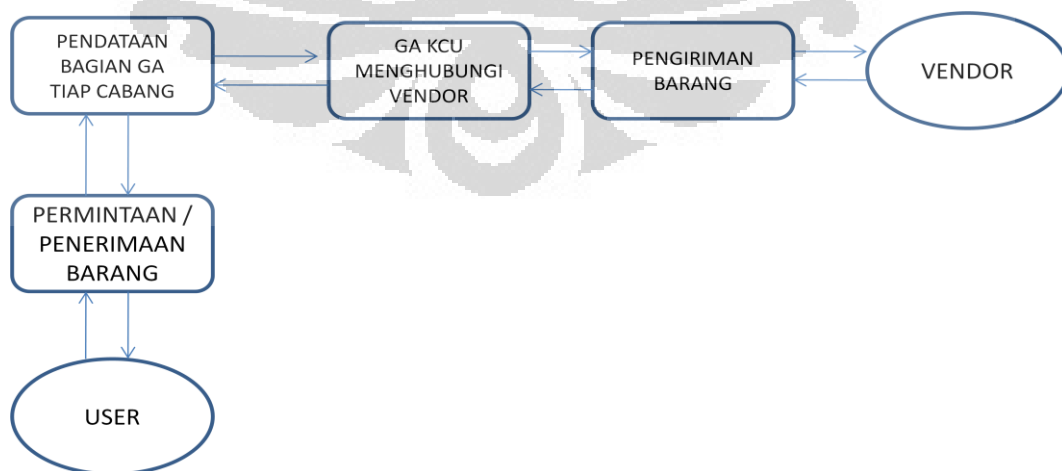 PENDATAAN
BAGIAN GA
TIAP CABANG
GA KCU
MENGHUBUNGI
VENDOR
PENGIRIMAN
BARANG
VENDOR
PERMINTAAN /
PENERIMAAN
BARANG
USER